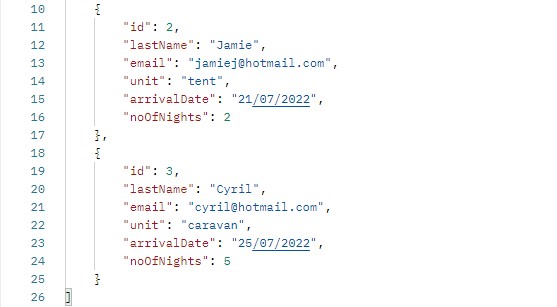 10 {
11 "id": 2,
12 "lastName": "Jamie",
13 "email": "jamiej@hotmail.com",
14 "unit": "tent",
15 "arrivalDate": "21/07/2022",
16 "noOfNights": 2
17 },
18 {
19 "id": 3,
20 "lastName": "Cyril",
21 "email": "cyril@hotmail.com",
22 "unit": "caravan",
23 "arrivalDate": "25/07/2022",
24 "noOfNights": 5
25 }
26 ]